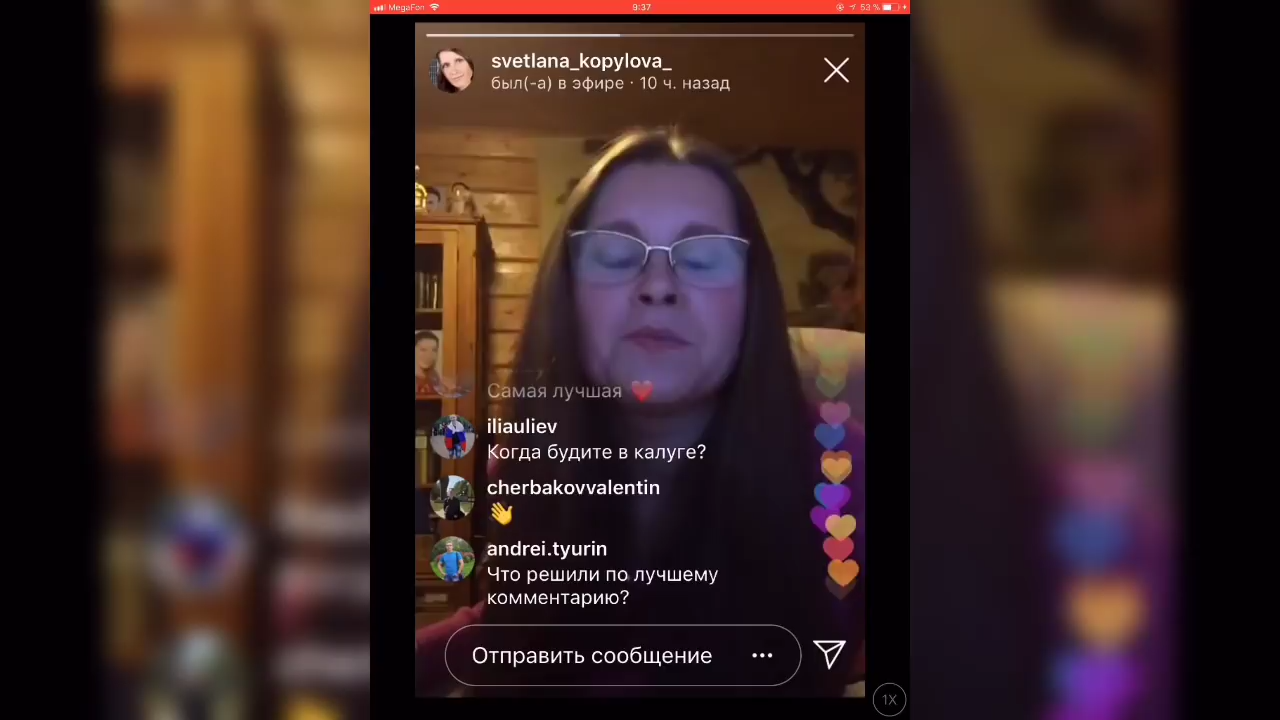 MegaFon
9:37
53 %
svetlana_kopylova_
был(-а) в эфире · 10 ч. назад
Самая лучшая ❤️
iliauliev
Когда будите в калуге?
cherbakovvalentin
👋
andrei.tyurin
Что решили по лучшему
комментарию?
Отправить сообщение
1X